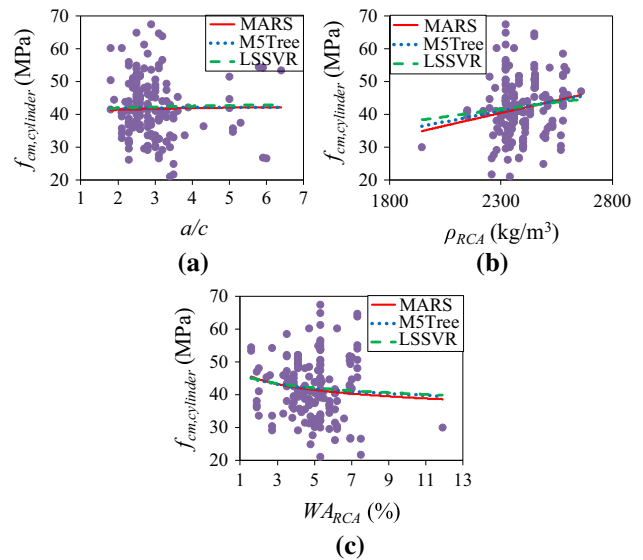 70
60
50
40
30
20
f_{cm,cylinder} (MPa)
MARS
M5Tree
LSSVR
1 2 3 4 5 6 7
a/c
(a)
70
60
50
40
30
20
f_{cm,cylinder} (MPa)
MARS
M5Tree
LSSVR
1800 2300 2800
ρ_{RCA} (kg/m³)
(b)
70
60
50
40
30
20
f_{cm,cylinder} (MPa)
MARS
M5Tree
LSSVR
1 3 5 7 9 11 13
WA_{RCA} (%)
(c)